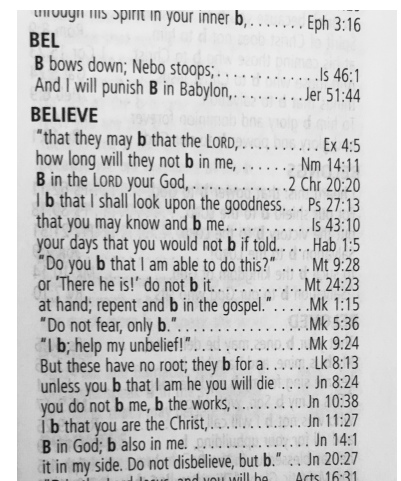 through his Spirit in your inner b,....... Eph 3:16
BEL
B bows down; Nebo stoops;.............Is 46:1
And I will punish B in Babylon,.......... Jer 51:44
BELIEVE
"that they may b that the LORD,......... Ex 4:5
how long will they not b in me, ........ Nm 14:11
B in the LORD your God,..............2 Chr 20:20
I b that I shall look upon the goodness... Ps 27:13
that you may know and b me............Is 43:10
your days that you would not b if told.... Hab 1:5
"Do you b that I am able to do this?" .... Mt 9:28
or 'There he is!' do not b it............. Mt 24:23
at hand; repent and b in the gospel.".....Mk 1:15
"Do not fear, only b."...................Mk 5:36
"I b; help my unbelief!".................Mk 9:24
But these have no root; they b for a ..... Lk 8:13
unless you b that I am he you will die .... Jn 8:24
you do not b me, b the works, .......... Jn 10:38
I b that you are the Christ,............. Jn 11:27
B in God; b also in me. ................ Jn 14:1
it in my side. Do not disbelieve, but b." .. Jn 20:27
Acts 16:31